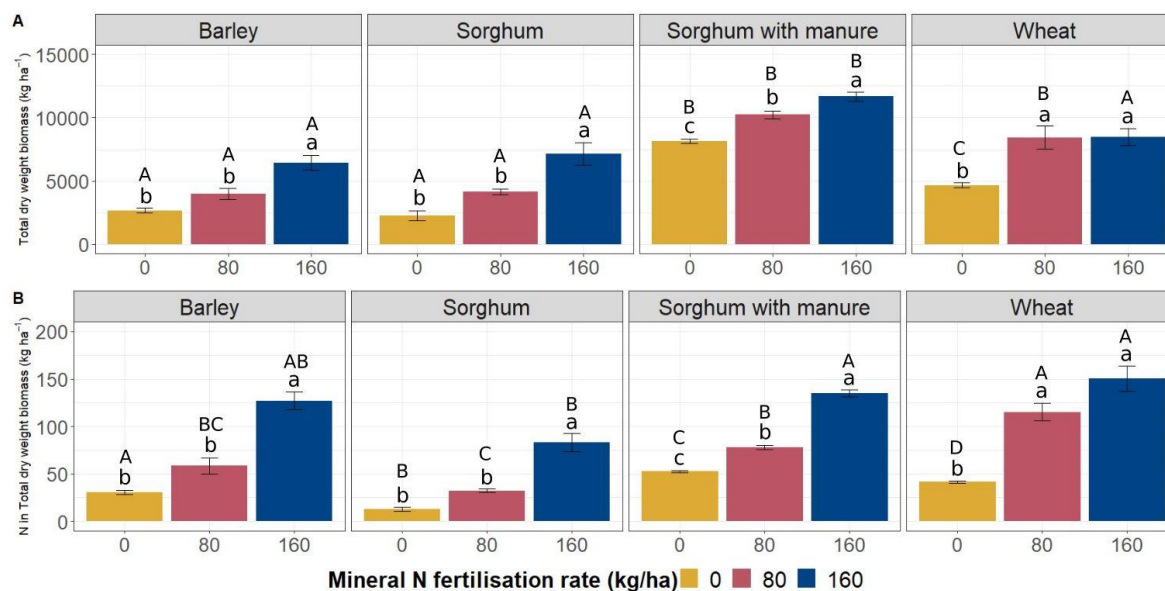 A
Barley Sorghum Sorghum with manure Wheat
Total dry weight biomass (kg ha⁻¹)
15000
10000
5000
0
A A A
b b a
A A A
b b a
B B B
c b a
C B A
b a a
0 80 160 0 80 160 0 80 160 0 80 160
B
Barley Sorghum Sorghum with manure Wheat
N in Total dry weight biomass (kg ha⁻¹)
200
150
100
50
0
A BC AB
b b a
B C B
b b a
C B A
c b a
D A A
b a a
0 80 160 0 80 160 0 80 160 0 80 160
Mineral N fertilisation rate (kg/ha) 0 80 160